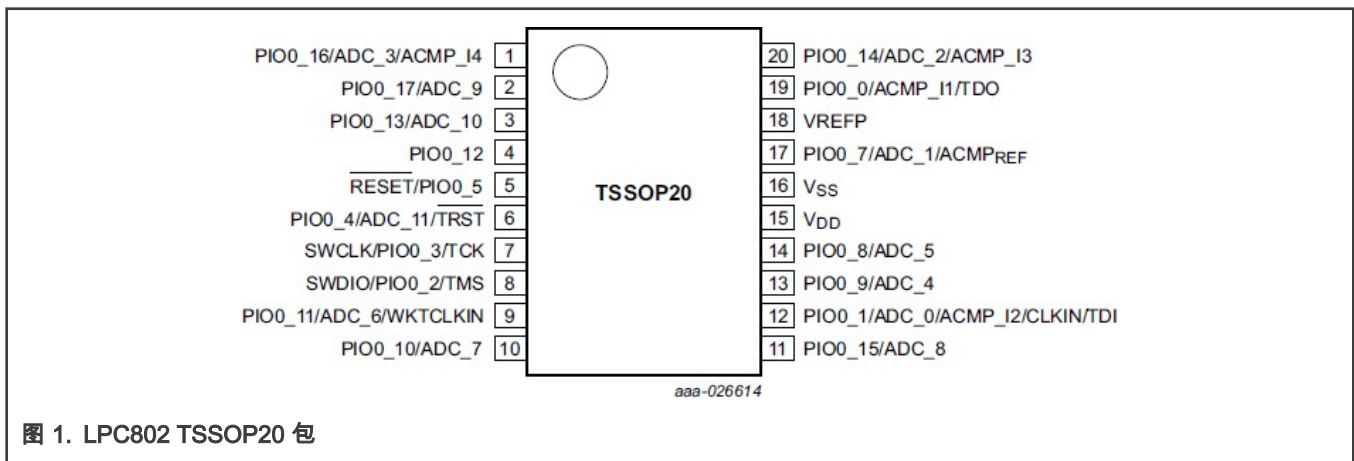 PIO0_16/ADC_3/ACMP_I4 1
PIO0_17/ADC_9 2
PIO0_13/ADC_10 3
PIO0_12 4
RESET/PIO0_5 5
PIO0_4/ADC_11/TRST 6
SWCLK/PIO0_3/TCK 7
SWDIO/PIO0_2/TMS 8
PIO0_11/ADC_6/WKTCLKIN 9
PIO0_10/ADC_7 10
TSSOP20
20 PIO0_14/ADC_2/ACMP_I3
19 PIO0_0/ACMP_I1/TDO
18 VREFP
17 PIO0_7/ADC_1/ACMPREF
16 VSS
15 VDD
14 PIO0_8/ADC_5
13 PIO0_9/ADC_4
12 PIO0_1/ADC_0/ACMP_I2/CLKIN/TDI
11 PIO0_15/ADC_8
aaa-026614
图 1. LPC802 TSSOP20 包